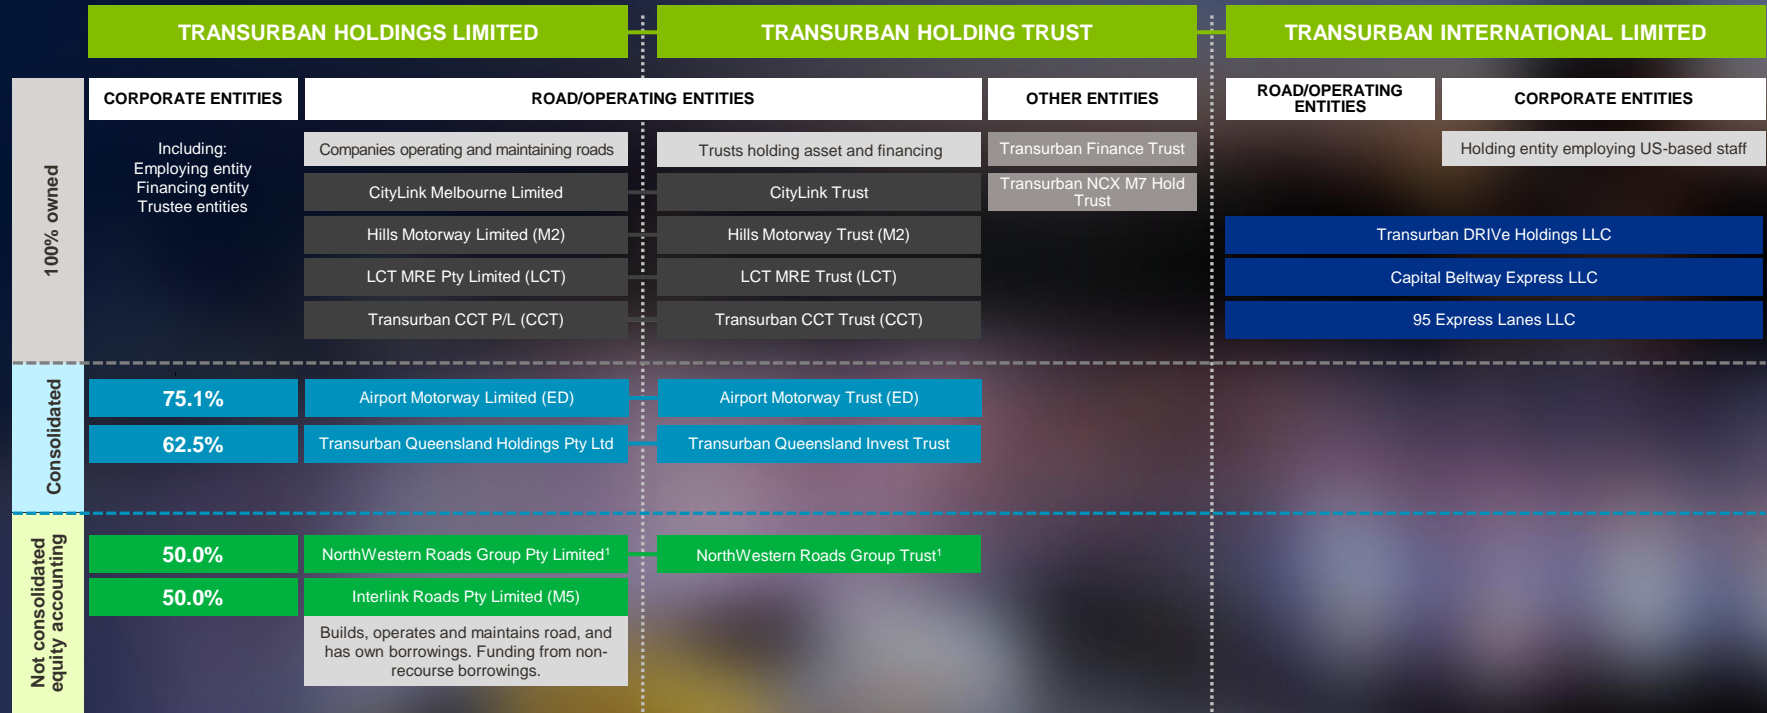 TRANSURBAN HOLDINGS LIMITED
TRANSURBAN HOLDING TRUST
TRANSURBAN INTERNATIONAL LIMITED
CORPORATE ENTITIES
ROAD/OPERATING ENTITIES
OTHER ENTITIES
ROAD/OPERATING
ENTITIES
CORPORATE ENTITIES
100% owned
Including:
Employing entity
Financing entity
Trustee entities
Companies operating and maintaining roads
Trusts holding asset and financing
Transurban Finance Trust
Holding entity employing US-based staff
CityLink Melbourne Limited
CityLink Trust
Transurban NCX M7 Hold
Trust
Hills Motorway Limited (M2)
Hills Motorway Trust (M2)
Transurban DRIVe Holdings LLC
LCT MRE Pty Limited (LCT)
LCT MRE Trust (LCT)
Capital Beltway Express LLC
Transurban CCT P/L (CCT)
Transurban CCT Trust (CCT)
95 Express Lanes LLC
Consolidated
75.1%
Airport Motorway Limited (ED)
Airport Motorway Trust (ED)
62.5%
Transurban Queensland Holdings Pty Ltd
Transurban Queensland Invest Trust
Not consolidated
equity accounting
50.0%
NorthWestern Roads Group Pty Limited¹
NorthWestern Roads Group Trust¹
50.0%
Interlink Roads Pty Limited (M5)
Builds, operates and maintains road, and
has own borrowings. Funding from non-
recourse borrowings.